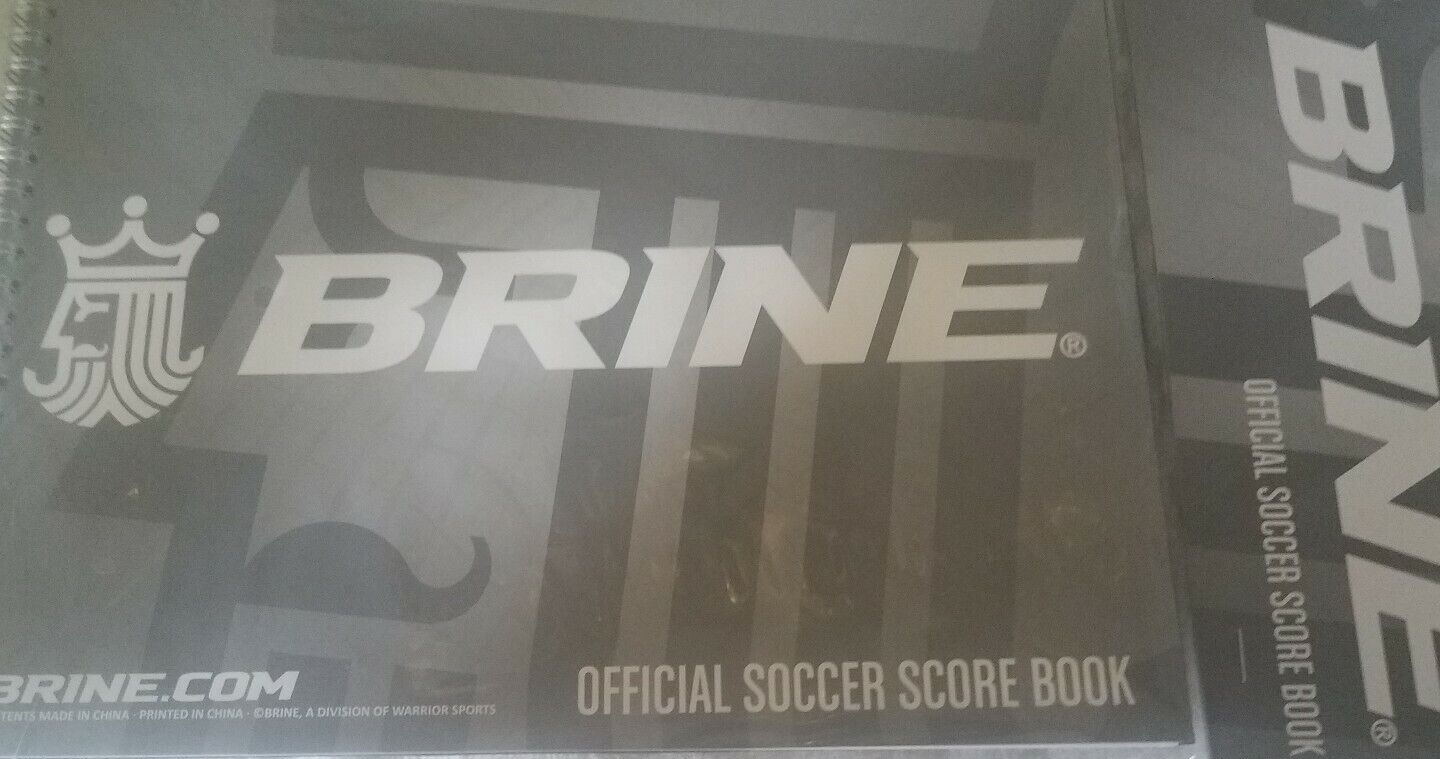 BRINE®
BRINE.COM
TENTS MADE IN CHINA · PRINTED IN CHINA · ©BRINE, A DIVISION OF WARRIOR SPORTS
OFFICIAL SOCCER SCORE BOOK
BRINE®
OFFICIAL SOCCER SCORE BOOK